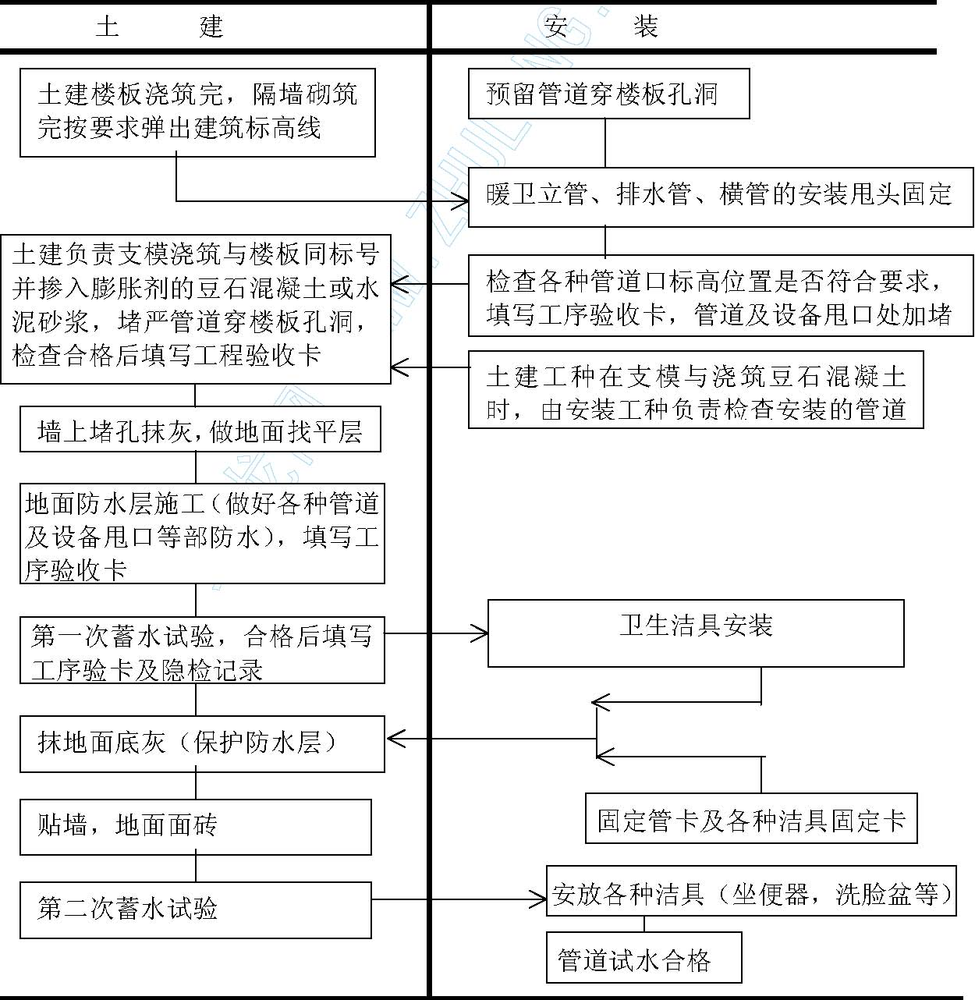 土 建
安 装
土建楼板浇筑完，隔墙砌筑
完按要求弹出建筑标高线
预留管道穿楼板孔洞
暖卫立管、排水管、横管的安装甩头固定
土建负责支模浇筑与楼板同标号
并掺入膨胀剂的豆石混凝土或水
泥砂浆，堵严管道穿楼板孔洞，
检查合格后填写工程验收卡
检查各种管道口标高位置是否符合要求，
填写工序验收卡，管道及设备甩口处加堵
土建工种在支模与浇筑豆石混凝土
时，由安装工种负责检查安装的管道
墙上堵孔抹灰，做地面找平层
地面防水层施工（做好各种管道
及设备甩口等部防水），填写工
序验收卡
第一次蓄水试验，合格后填写
工序验卡及隐检记录
卫生洁具安装
抹地面底灰（保护防水层）
固定管卡及各种洁具固定卡
贴墙，地面面砖
第二次蓄水试验
安放各种洁具（坐便器，洗脸盆等）
管道试水合格